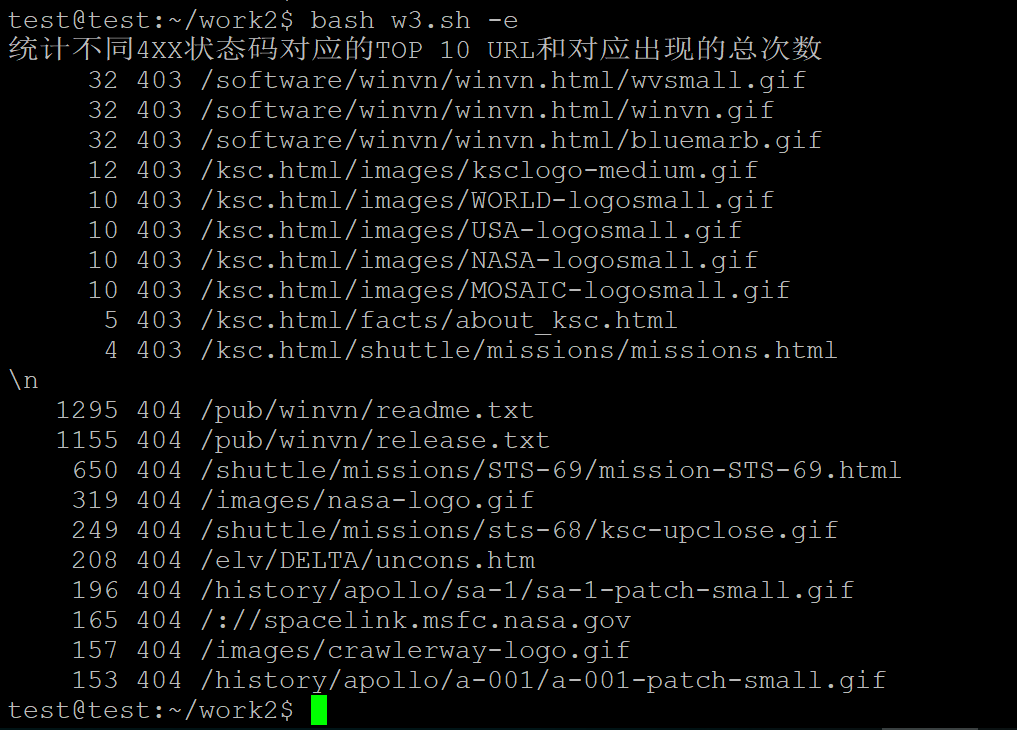 test@test:~/work2$ bash w3.sh -e
统计不同4XX状态码对应的TOP 10 URL和对应出现的总次数
32 403 /software/winvn/winvn.html/wvsmall.gif
32 403 /software/winvn/winvn.html/winvn.gif
32 403 /software/winvn/winvn.html/bluemarb.gif
12 403 /ksc.html/images/ksclogo-medium.gif
10 403 /ksc.html/images/WORLD-logosmall.gif
10 403 /ksc.html/images/USA-logosmall.gif
10 403 /ksc.html/images/NASA-logosmall.gif
10 403 /ksc.html/images/MOSAIC-logosmall.gif
5 403 /ksc.html/facts/about_ksc.html
4 403 /ksc.html/shuttle/missions/missions.html
\n
1295 404 /pub/winvn/readme.txt
1155 404 /pub/winvn/release.txt
650 404 /shuttle/missions/STS-69/mission-STS-69.html
319 404 /images/nasa-logo.gif
249 404 /shuttle/missions/sts-68/ksc-upclose.gif
208 404 /elv/DELTA/uncons.htm
196 404 /history/apollo/sa-1/sa-1-patch-small.gif
165 404 /://spacelink.msfc.nasa.gov
157 404 /images/crawlerway-logo.gif
153 404 /history/apollo/a-001/a-001-patch-small.gif
test@test:~/work2$